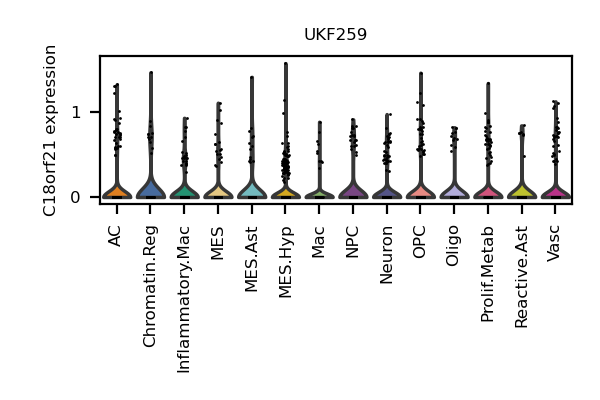 UKF259
C18orf21 expression
1
0
AC
Chromatin.Reg
Inflammatory.Mac
MES
MES.Ast
MES.Hyp
Mac
NPC
Neuron
OPC
Oligo
Prolif.Metab
Reactive.Ast
Vasc